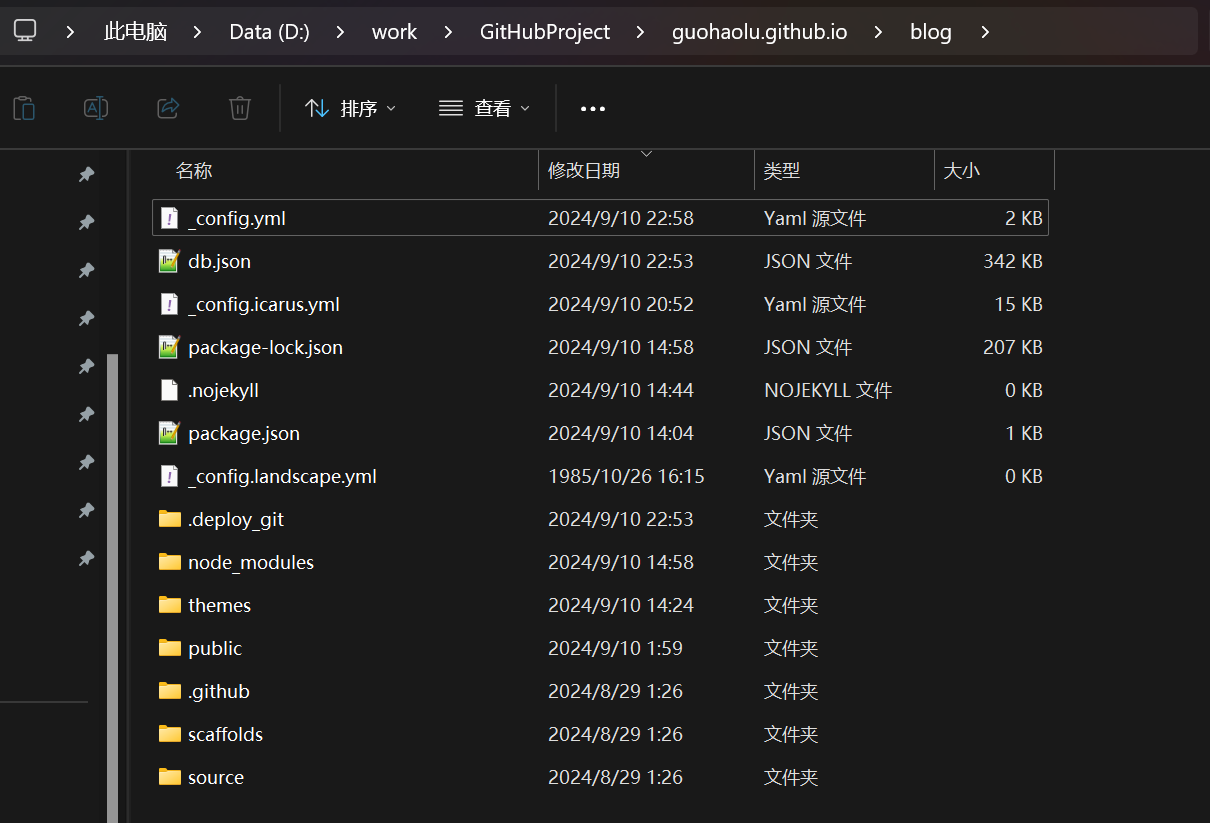 此电脑 > Data (D:) > work > GitHubProject > guohaolu.github.io > blog >
排序 查看 •••
名称 修改日期 类型 大小
_config.yml 2024/9/10 22:58 Yaml 源文件 2 KB
db.json 2024/9/10 22:53 JSON 文件 342 KB
_config.icarus.yml 2024/9/10 20:52 Yaml 源文件 15 KB
package-lock.json 2024/9/10 14:58 JSON 文件 207 KB
.nojekyll 2024/9/10 14:44 NOJEKYLL 文件 0 KB
package.json 2024/9/10 14:04 JSON 文件 1 KB
_config.landscape.yml 1985/10/26 16:15 Yaml 源文件 0 KB
.deploy_git 2024/9/10 22:53 文件夹
node_modules 2024/9/10 14:58 文件夹
themes 2024/9/10 14:24 文件夹
public 2024/9/10 1:59 文件夹
.github 2024/8/29 1:26 文件夹
scaffolds 2024/8/29 1:26 文件夹
source 2024/8/29 1:26 文件夹